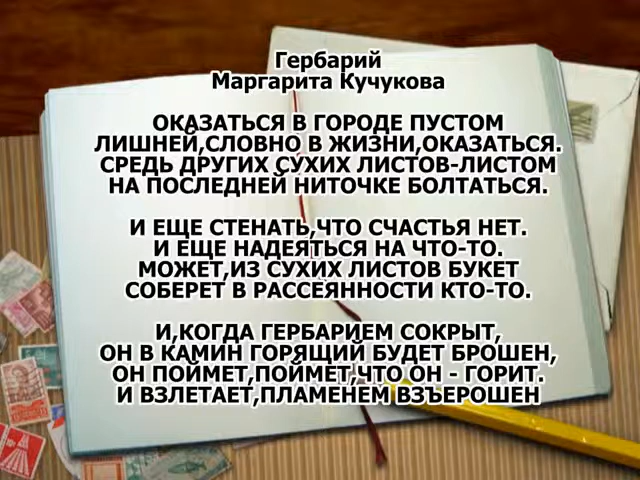 Гербарий
Маргарита Кучукова
ОКАЗАТЬСЯ В ГОРОДЕ ПУСТОМ
ЛИШНЕЙ,СЛОВНО В ЖИЗНИ,ОКАЗАТЬСЯ.
СРЕДЬ ДРУГИХ СУХИХ ЛИСТОВ-ЛИСТОМ
НА ПОСЛЕДНЕЙ НИТОЧКЕ БОЛТАТЬСЯ.
И ЕЩЕ СТЕНАТЬ,ЧТО СЧАСТЬЯ НЕТ.
И ЕЩЕ НАДЕЯТЬСЯ НА ЧТО-ТО.
МОЖЕТ,ИЗ СУХИХ ЛИСТОВ БУКЕТ
СОБЕРЕТ В РАССЕЯННОСТИ КТО-ТО.
И,КОГДА ГЕРБАРИЕМ СОКРЫТ,
ОН В КАМИН ГОРЯЩИЙ БУДЕТ БРОШЕН,
ОН ПОЙМЕТ,ПОЙМЕТ,ЧТО ОН - ГОРИТ.
И ВЗЛЕТАЕТ,ПЛАМЕНЕМ ВЗЪЕРОШЕН